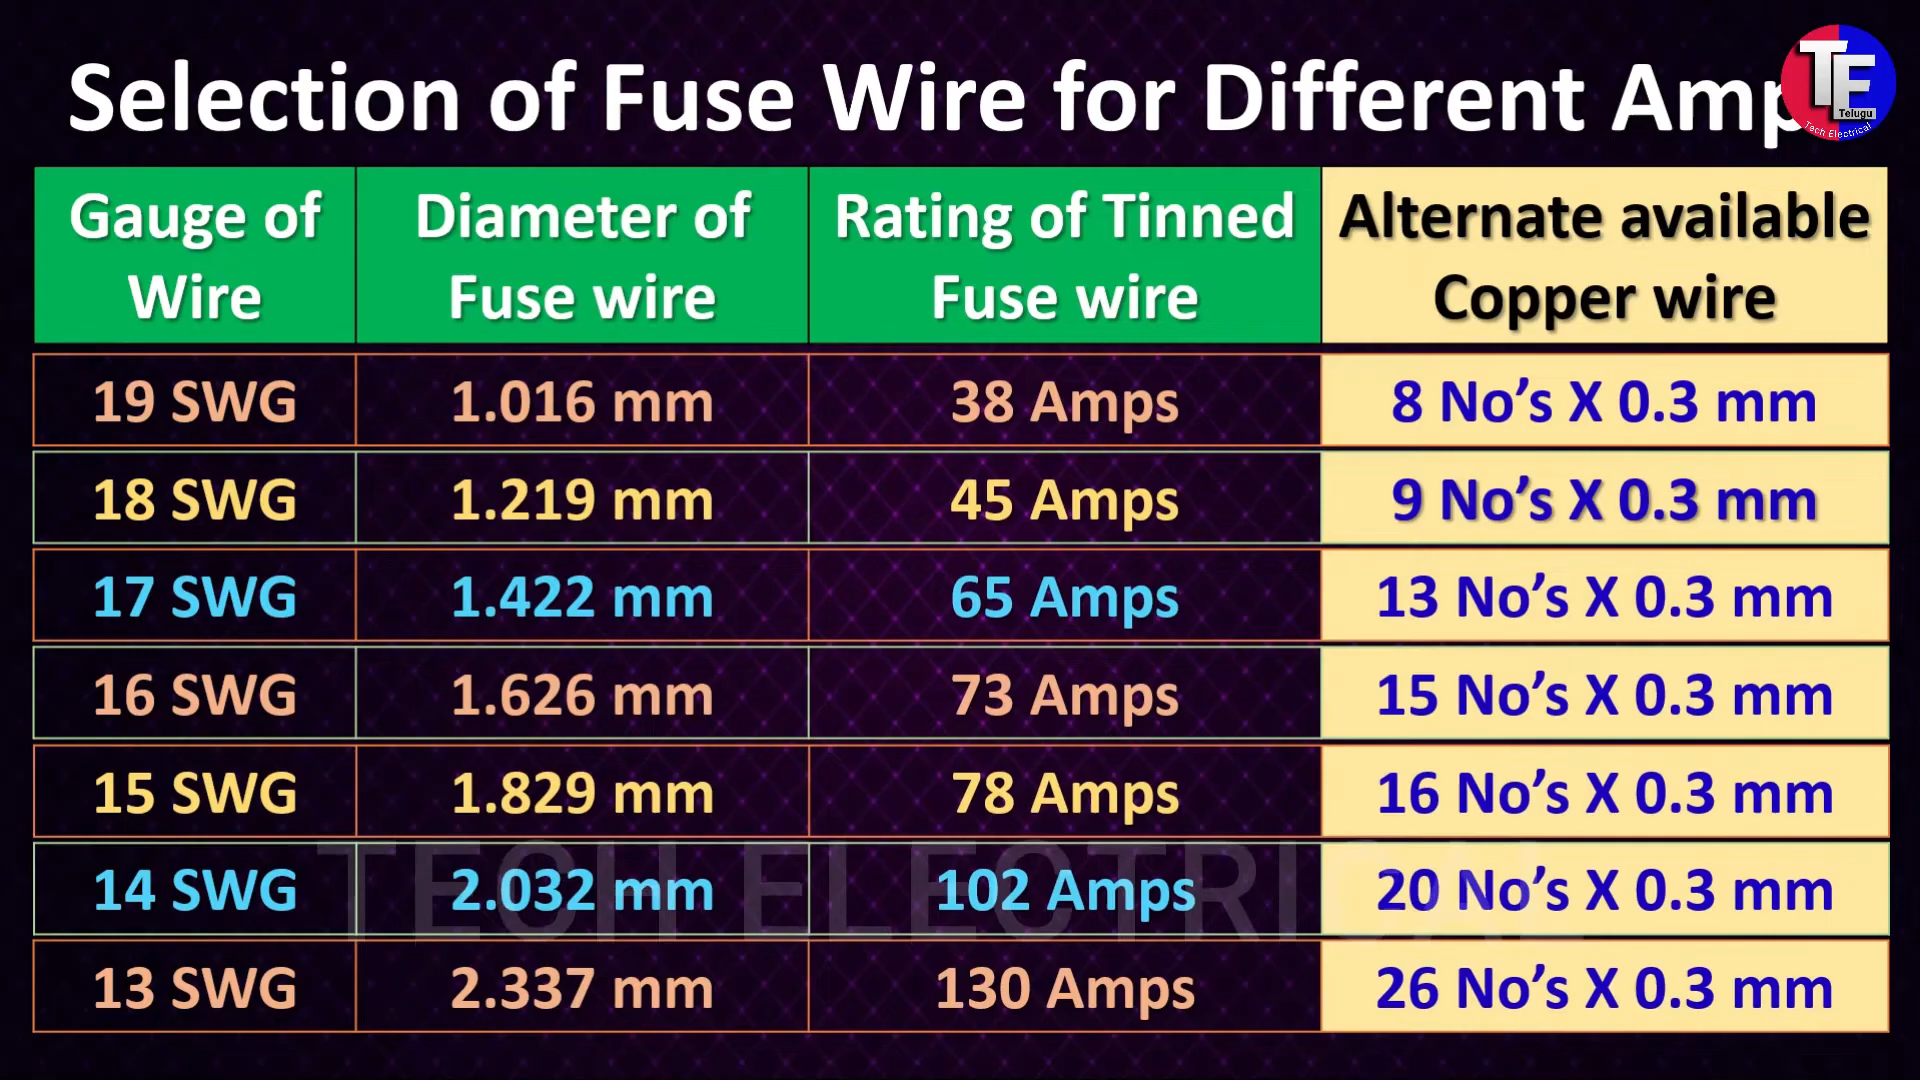 Selection of Fuse Wire for Different Amp
TE
Telugu
Tech Electrical
Gauge of Wire
Diameter of Fuse wire
Rating of Tinned Fuse wire
Alternate available Copper wire
19 SWG 1.016 mm 38 Amps 8 No’s X 0.3 mm
18 SWG 1.219 mm 45 Amps 9 No’s X 0.3 mm
17 SWG 1.422 mm 65 Amps 13 No’s X 0.3 mm
16 SWG 1.626 mm 73 Amps 15 No’s X 0.3 mm
15 SWG 1.829 mm 78 Amps 16 No’s X 0.3 mm
14 SWG 2.032 mm 102 Amps 20 No’s X 0.3 mm
TECH ELECTRICAL
13 SWG 2.337 mm 130 Amps 26 No’s X 0.3 mm